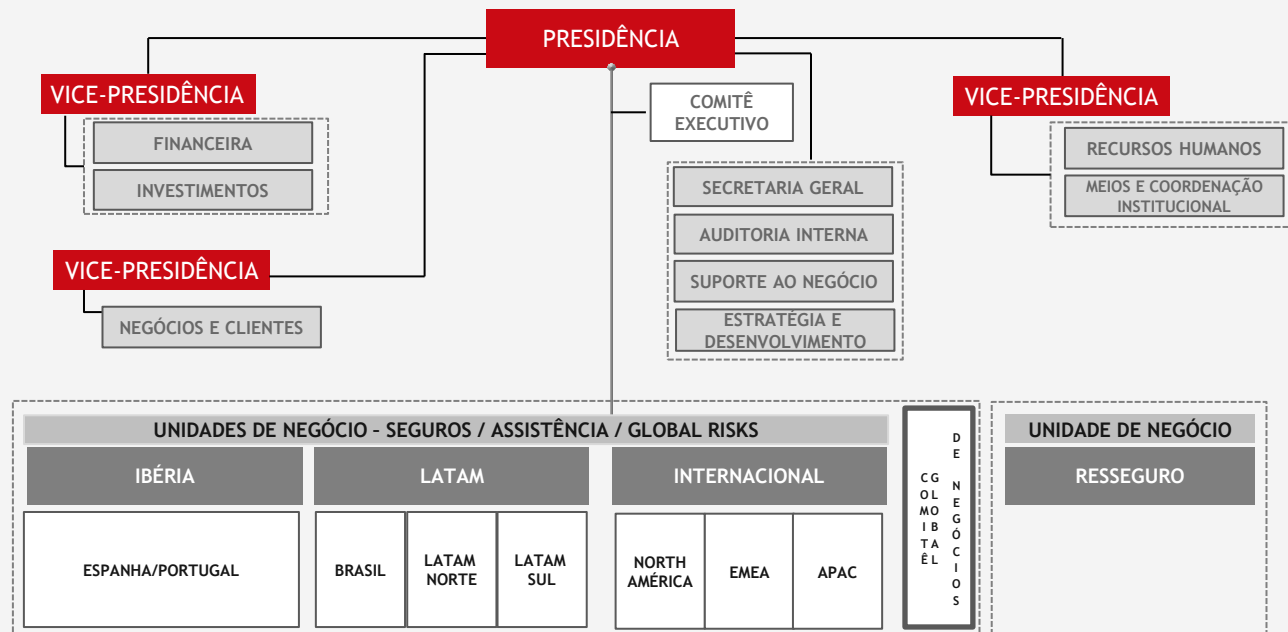 PRESIDÊNCIA
VICE-PRESIDÊNCIA
FINANCEIRA
INVESTIMENTOS
VICE-PRESIDÊNCIA
NEGÓCIOS E CLIENTES
COMITÊ
EXECUTIVO
SECRETARIA GERAL
AUDITORIA INTERNA
SUPORTE AO NEGÓCIO
ESTRATÉGIA E
DESENVOLVIMENTO
VICE-PRESIDÊNCIA
RECURSOS HUMANOS
MEIOS E COORDENAÇÃO
INSTITUCIONAL
UNIDADES DE NEGÓCIO - SEGUROS / ASSISTÊNCIA / GLOBAL RISKS
IBÉRIA
ESPANHA/PORTUGAL
LATAM
BRASIL
LATAM
NORTE
LATAM
SUL
INTERNACIONAL
NORTH
AMÉRICA
EMEA
APAC
COMITÊ
GLOBAL
DE NEGÓCIOS
UNIDADE DE NEGÓCIO
RESSEGURO